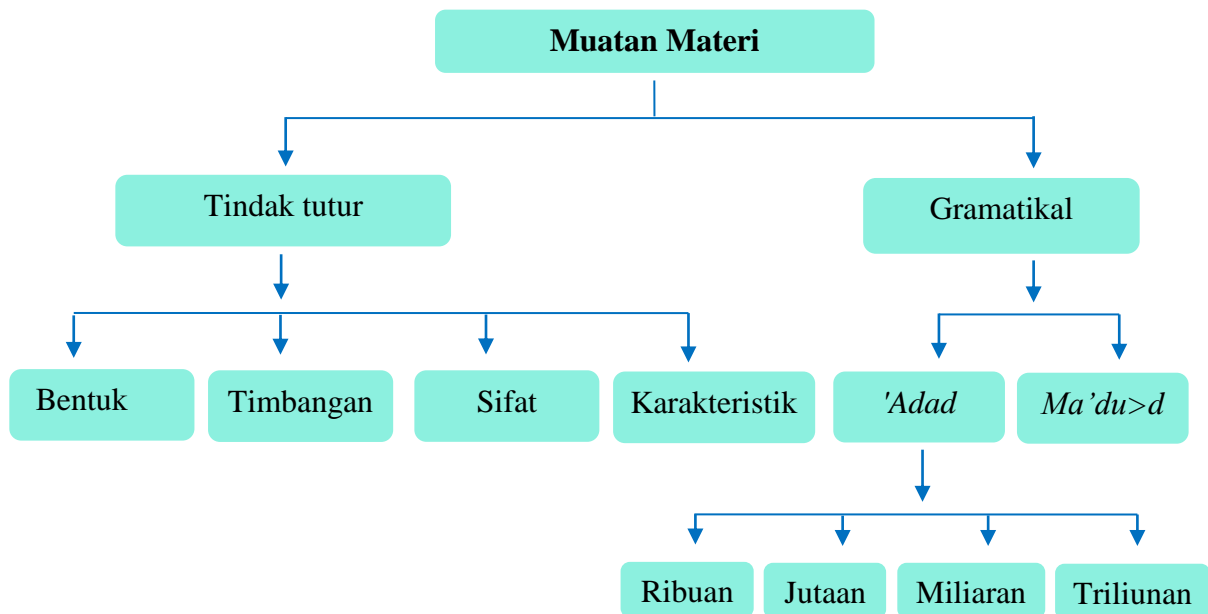 Muatan Materi
Tindak tutur
Gramatikal
Bentuk
Timbangan
Sifat
Karakteristik
'Adad
Ma’du>d
Ribuan
Jutaan
Miliaran
Triliunan